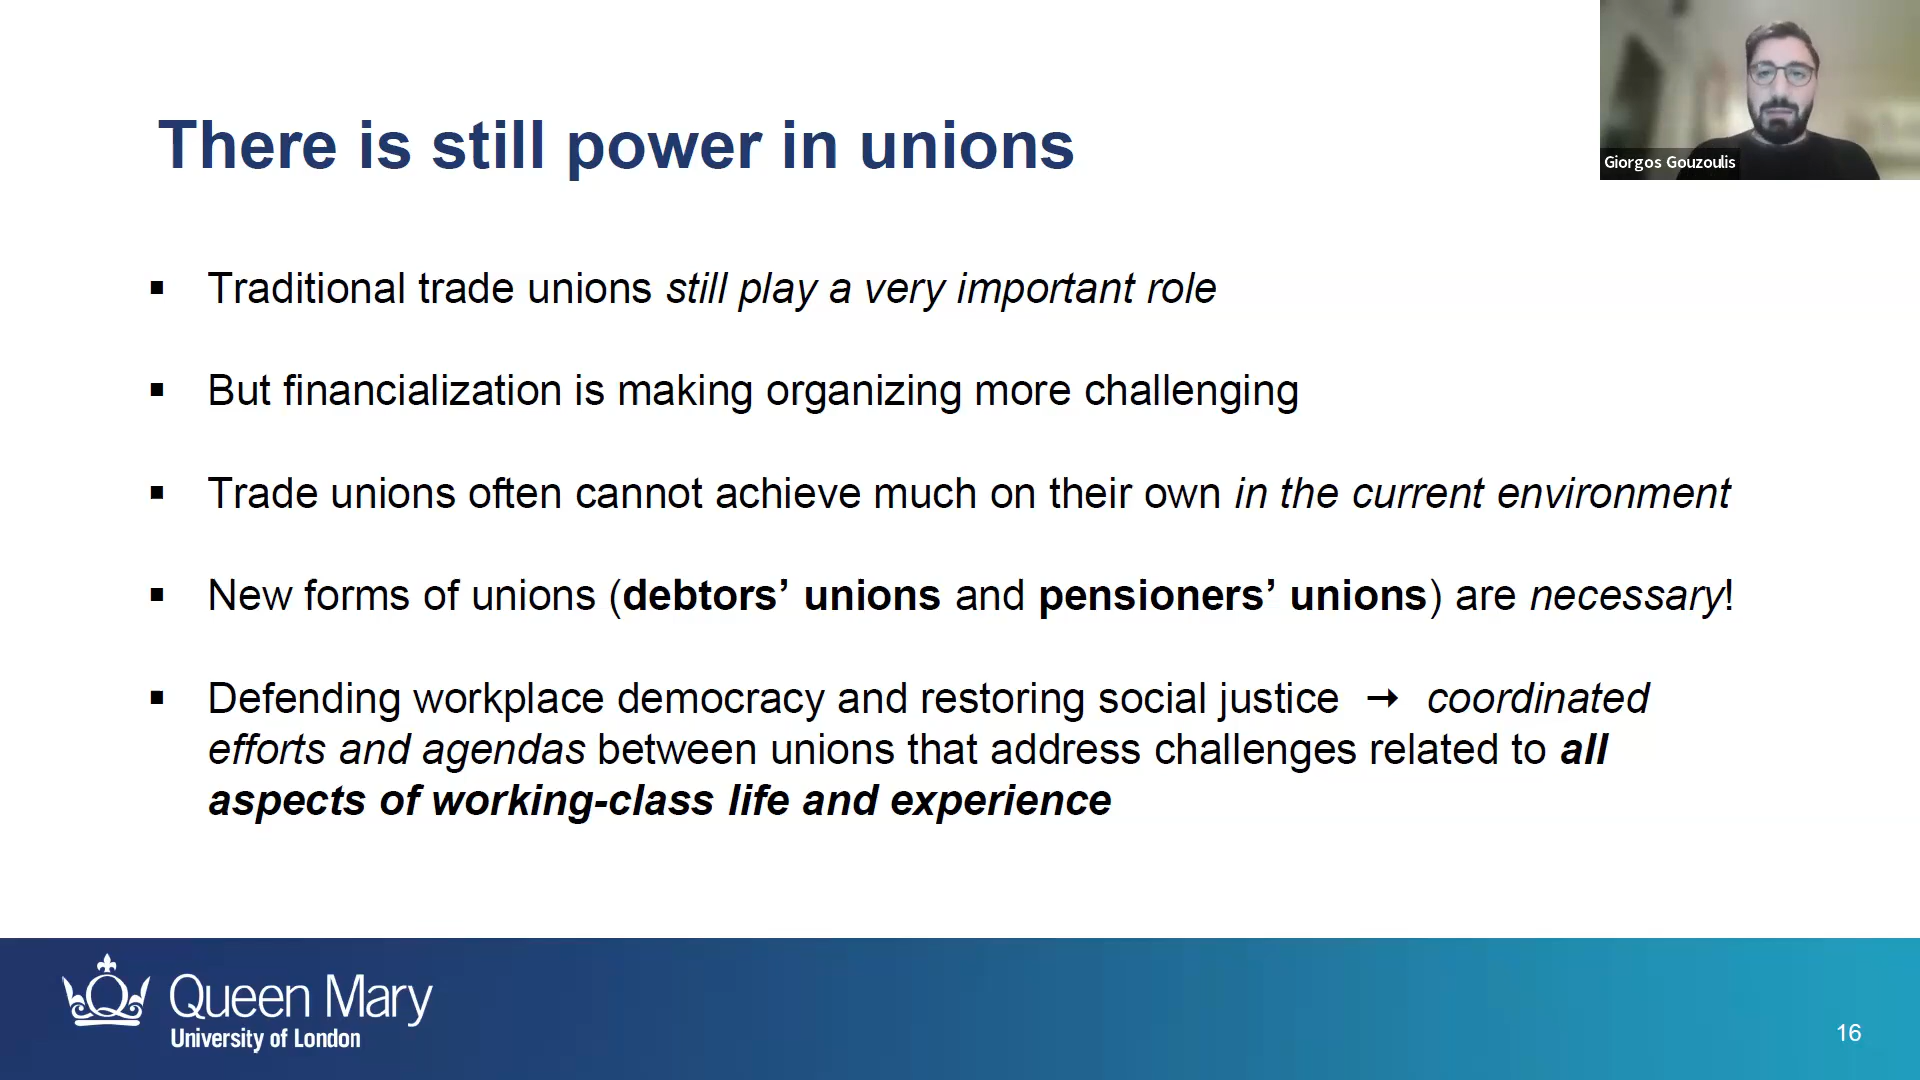 There is still power in unions
Giorgos Gouzoulis
▪ Traditional trade unions still play a very important role
▪ But financialization is making organizing more challenging
▪ Trade unions often cannot achieve much on their own in the current environment
▪ New forms of unions (debtors’ unions and pensioners’ unions) are necessary!
▪ Defending workplace democracy and restoring social justice → coordinated
efforts and agendas between unions that address challenges related to all
aspects of working-class life and experience
Queen Mary
University of London
16